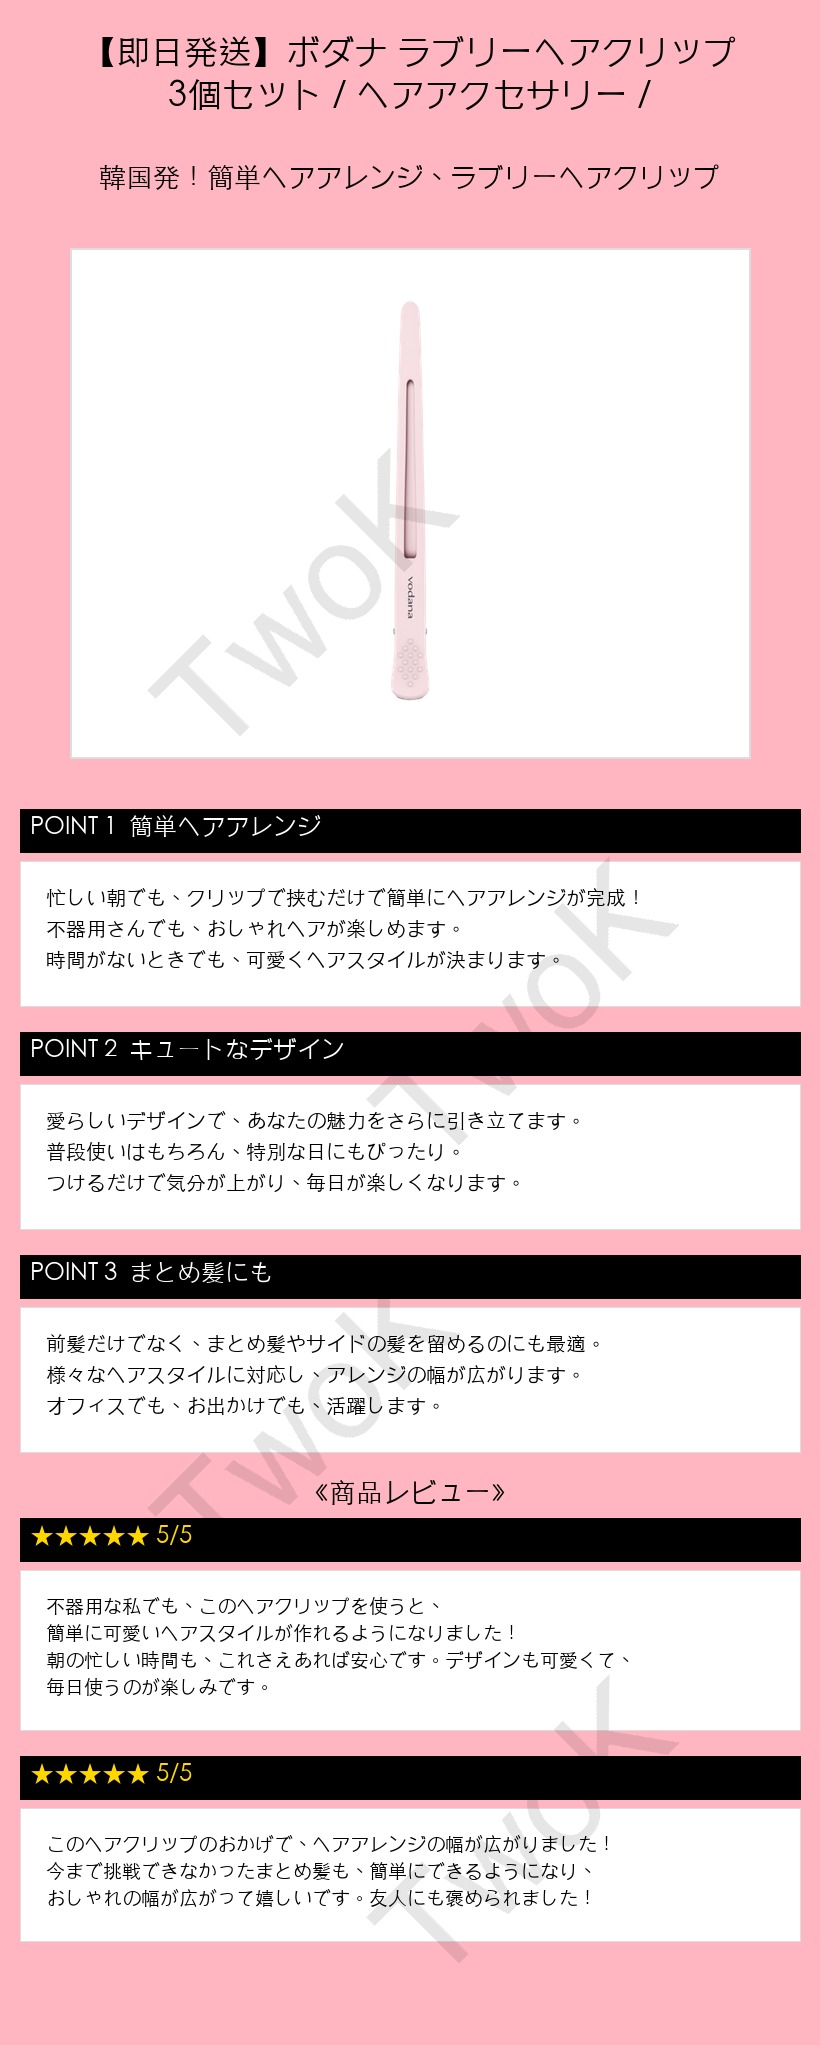 【即日発送】ボダナ ラブリーヘアクリップ
3個セット / ヘアアクセサリー /
韓国発！簡単ヘアアレンジ、ラブリーヘアクリップ
vodana
TwoK
POINT 1 簡単ヘアアレンジ
忙しい朝でも、クリップで挟むだけで簡単にヘアアレンジが完成！
不器用さんでも、おしゃれヘアが楽しめます。
時間がないときでも、可愛くヘアスタイルが決まります。
TwoK
POINT 2 キュートなデザイン
愛らしいデザインで、あなたの魅力をさらに引き立てます。
普段使いはもちろん、特別な日にもぴったり。
つけるだけで気分が上がり、毎日が楽しくなります。
POINT 3 まとめ髪にも
前髪だけでなく、まとめ髪やサイドの髪を留めるのにも最適。
様々なヘアスタイルに対応し、アレンジの幅が広がります。
オフィスでも、お出かけでも、活躍します。
TwoK
《商品レビュー》
★★★★★ 5/5
不器用な私でも、このヘアクリップを使うと、
簡単に可愛いヘアスタイルが作れるようになりました！
朝の忙しい時間も、これさえあれば安心です。デザインも可愛くて、
毎日使うのが楽しみです。
★★★★★ 5/5
このヘアクリップのおかげで、ヘアアレンジの幅が広がりました！
今まで挑戦できなかったまとめ髪も、簡単にできるようになり、
おしゃれの幅が広がって嬉しいです。友人にも褒められました！
TwoK